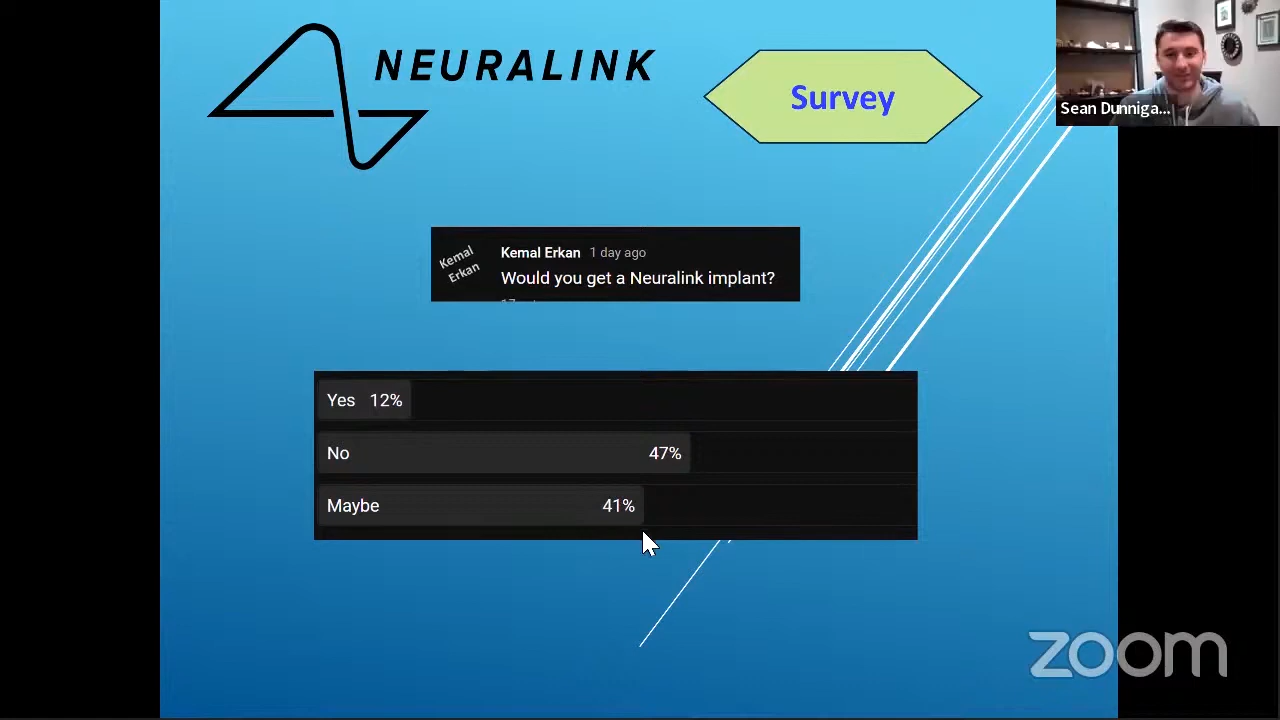 NEURALINK
Survey
Sean Dunniga...
Kemal Erkan
Kemal Erkan 1 day ago
Would you get a Neuralink implant?
Yes 12%
No 47%
Maybe 41%
zoom